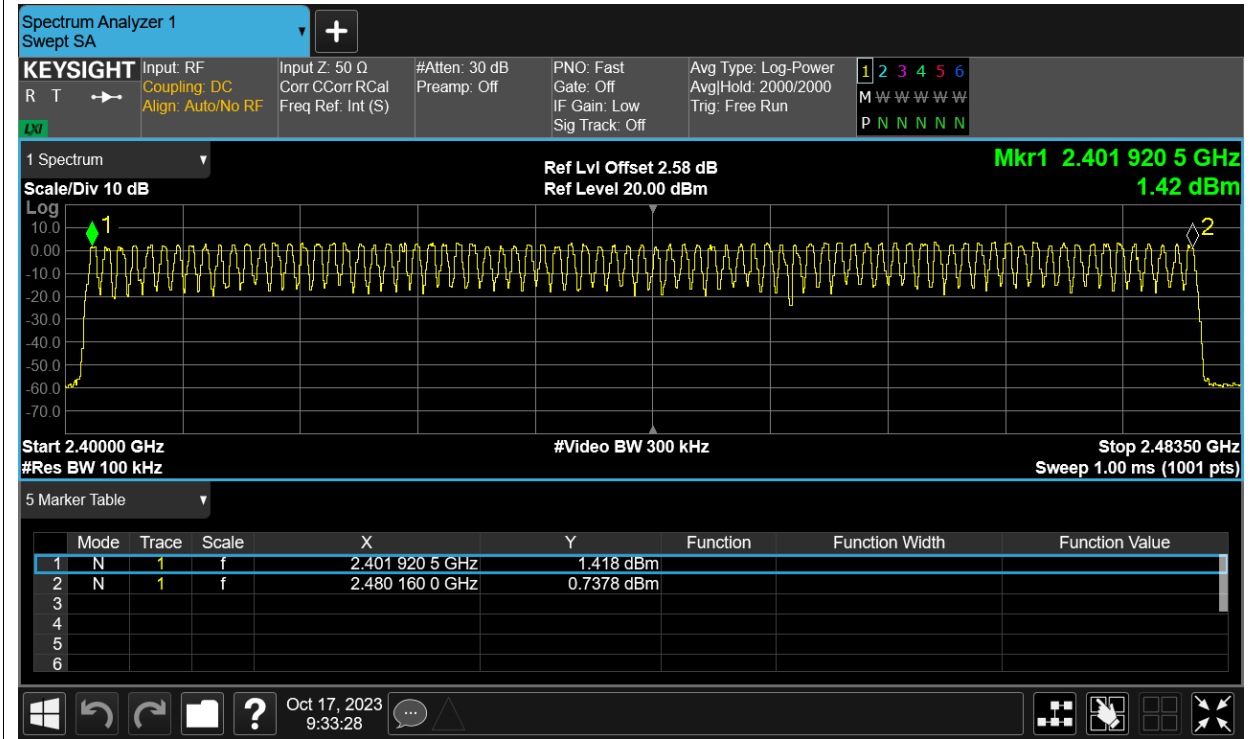 Spectrum Analyzer 1
Swept SA
+
KEYSIGHT
R T
LXI
Input: RF
Coupling: DC
Align: Auto/No RF
Input Z: 50 Ω
Corr CCorr RCal
Freq Ref: Int (S)
#Atten: 30 dB
Preamp: Off
PNO: Fast
Gate: Off
IF Gain: Low
Sig Track: Off
Avg Type: Log-Power
Avg|Hold: 2000/2000
Trig: Free Run
1 2 3 4 5 6
M W W W W W
P N N N N N N
1 Spectrum
Ref Lvl Offset 2.58 dB
Mkr1 2.401 920 5 GHz
Scale/Div 10 dB
Ref Level 20.00 dBm
1.42 dBm
Log
1
2
10.0
0.00
-10.0
-20.0
-30.0
-40.0
-50.0
-60.0
-70.0
Start 2.40000 GHz
#Video BW 300 kHz
Stop 2.48350 GHz
#Res BW 100 kHz
Sweep 1.00 ms (1001 pts)
5 Marker Table
Mode Trace Scale X Y Function Function Width Function Value
1 N 1 f 2.401 920 5 GHz 1.418 dBm
2 N 1 f 2.480 160 0 GHz 0.7378 dBm
3
4
5
6
?
Oct 17, 2023
9:33:28